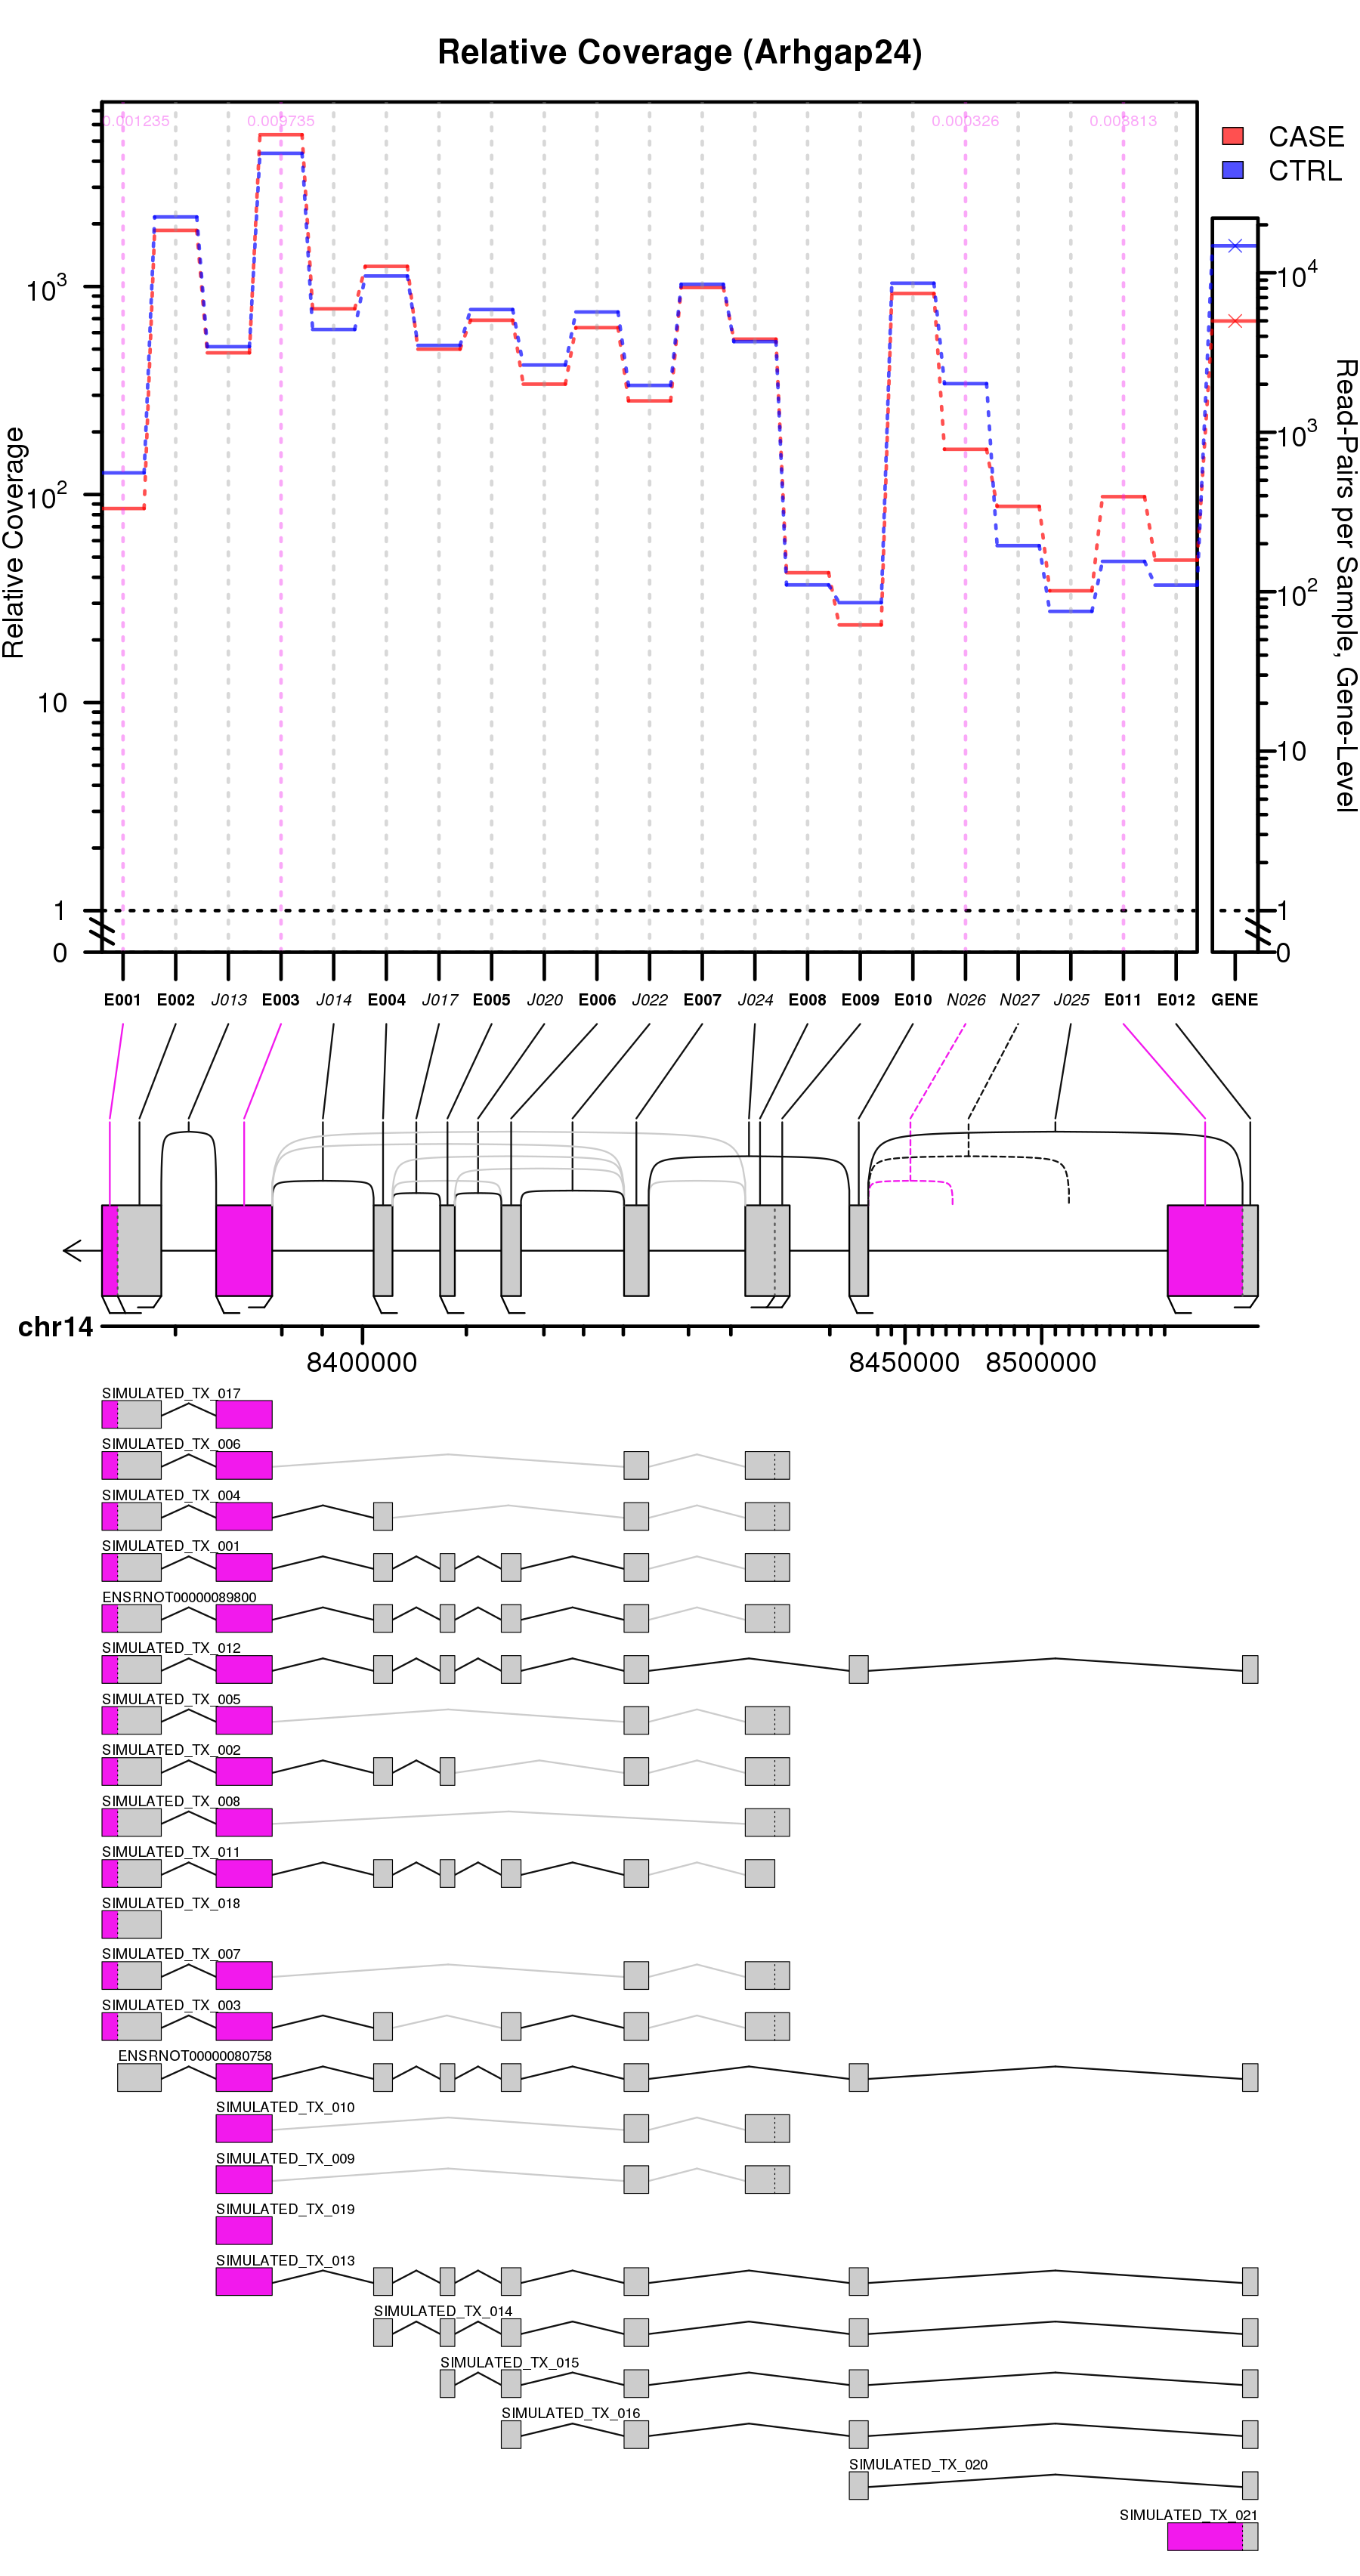 Relative Coverage (Arhgap24)
0.001235 0.009735 0.000326 0.003813
CASE
CTRL
Relative Coverage
10^3
10^2
10
1
0
10^4
10^3
10^2
10
1
0
Read-Pairs per Sample, Gene-Level
E001 E002 J013 E003 J014 E004 J017 E005 J020 E006 J022 E007 J024 E008 E009 E010 N026 N027 J025 E011 E012 GENE
chr14
8400000 8450000 8500000
SIMULATED_TX_017
SIMULATED_TX_006
SIMULATED_TX_004
SIMULATED_TX_001
ENSRNOT00000089800
SIMULATED_TX_012
SIMULATED_TX_005
SIMULATED_TX_002
SIMULATED_TX_008
SIMULATED_TX_011
SIMULATED_TX_018
SIMULATED_TX_007
SIMULATED_TX_003
ENSRNOT00000080758
SIMULATED_TX_010
SIMULATED_TX_009
SIMULATED_TX_019
SIMULATED_TX_013
SIMULATED_TX_014
SIMULATED_TX_015
SIMULATED_TX_016
SIMULATED_TX_020
SIMULATED_TX_021